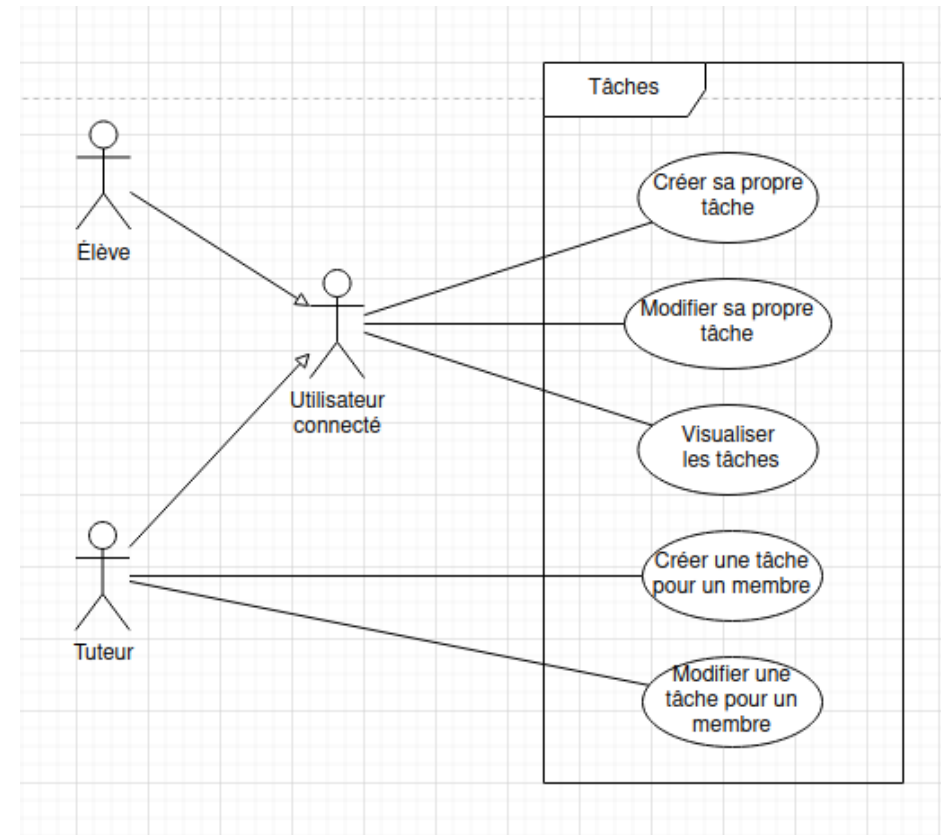 Tâches
Créer sa propre
tâche
Élève
Modifier sa propre
tâche
Utilisateur
connecté
Visualiser
les tâches
Créer une tâche
pour un membre
Tuteur
Modifier une
tâche pour un
membre